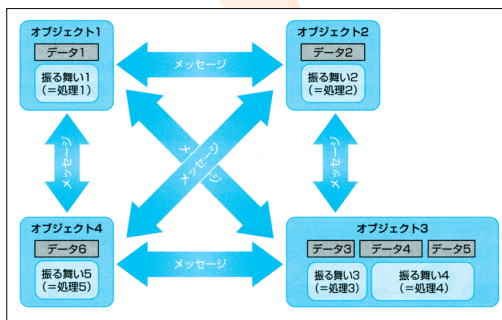 オブジェクト1
データ1
振る舞い1
(=処理1)
メッセージ
オブジェクト2
データ2
振る舞い2
(=処理2)
メッセージ
メッセージ
メッセージ
オブジェクト4
データ6
振る舞い5
(=処理5)
メッセージ
オブジェクト3
データ3
データ4
データ5
振る舞い3
(=処理3)
振る舞い4
(=処理4)